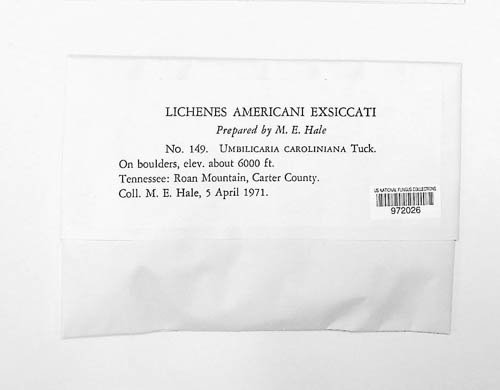 LICHENES AMERICANI EXSICCATI
Prepared by M. E. Hale
No. 149. UMBILICARIA CAROLINIANA Tuck.
On boulders, elev. about 6000 ft.
Tennessee: Roan Mountain, Carter County.
Coll. M. E. Hale, 5 April 1971.
US NATIONAL FUNGUS COLLECTIONS
972026